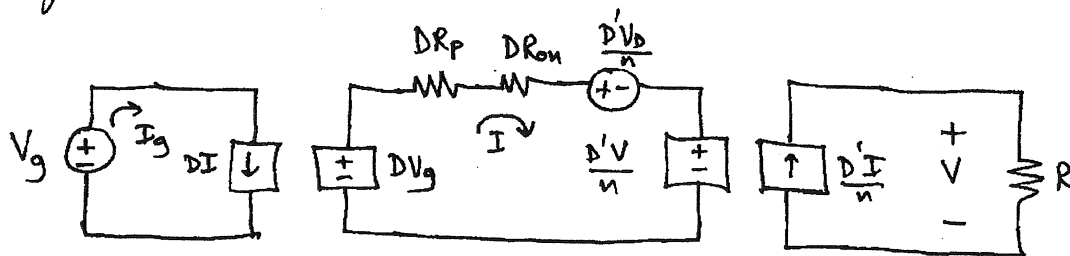 DRp DRon D'VD/n
Vg + − Ig DI ↓ + − DVg I + − D'V/n + − ↑ D'I/n + V − R